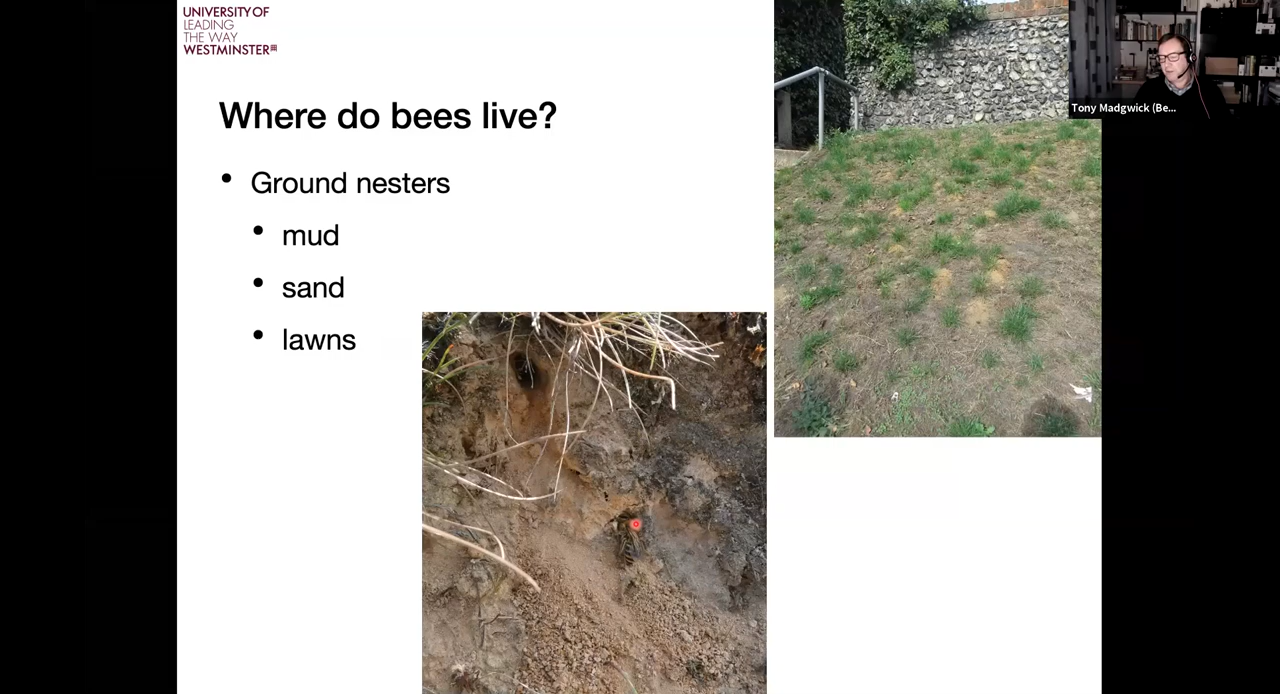 UNIVERSITY OF
LEADING
THE WAY
WESTMINSTER
Where do bees live?
• Ground nesters
• mud
• sand
• lawns
Tony Madgwick (Be...